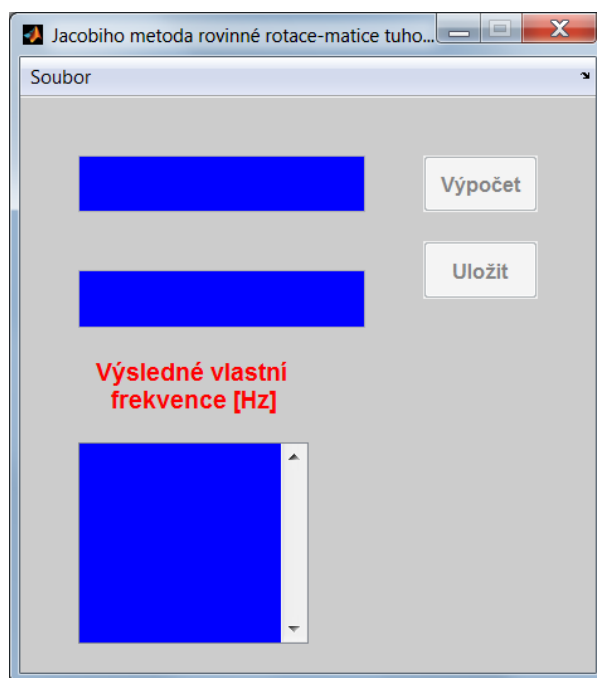 Jacobiho metoda rovinné rotace-matice tuho...
Soubor
Výpočet
Uložit
Výsledné vlastní
frekvence [Hz]